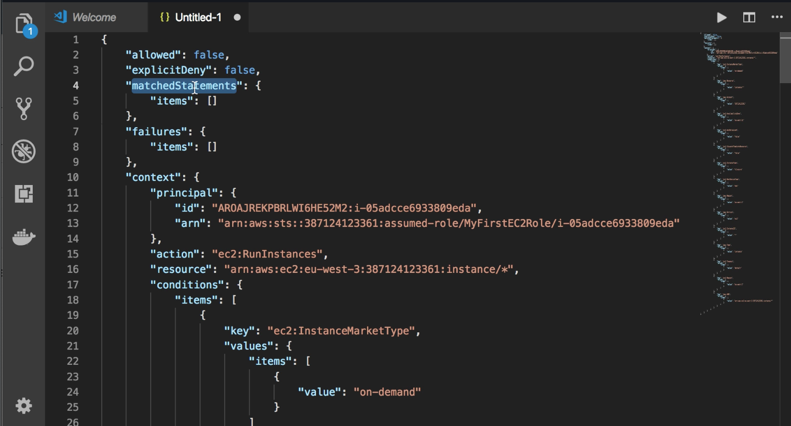 Welcome
{} Untitled-1
1
1 {
2 "allowed": false,
3 "explicitDeny": false,
4 "matchedStatements": {
5 "items": []
6 },
7 "failures": {
8 "items": []
9 },
10 "context": {
11 "principal": {
12 "id": "AROAJREKPBRLWI6HE52M2:i-05adcce6933809eda",
13 "arn": "arn:aws:sts::387124123361:assumed-role/MyFirstEC2Role/i-05adcce6933809eda"
14 },
15 "action": "ec2:RunInstances",
16 "resource": "arn:aws:ec2:eu-west-3:387124123361:instance/*",
17 "conditions": {
18 "items": [
19 {
20 "key": "ec2:InstanceMarketType",
21 "values": {
22 "items": [
23 {
24 "value": "on-demand"
25 }
26 ]